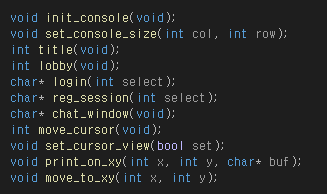 void init_console(void);
void set_console_size(int col, int row);
int title(void);
int lobby(void);
char* login(int select);
char* reg_session(int select);
char* chat_window(void);
int move_cursor(void);
void set_cursor_view(bool set);
void print_on_xy(int x, int y, char* buf);
void move_to_xy(int x, int y);